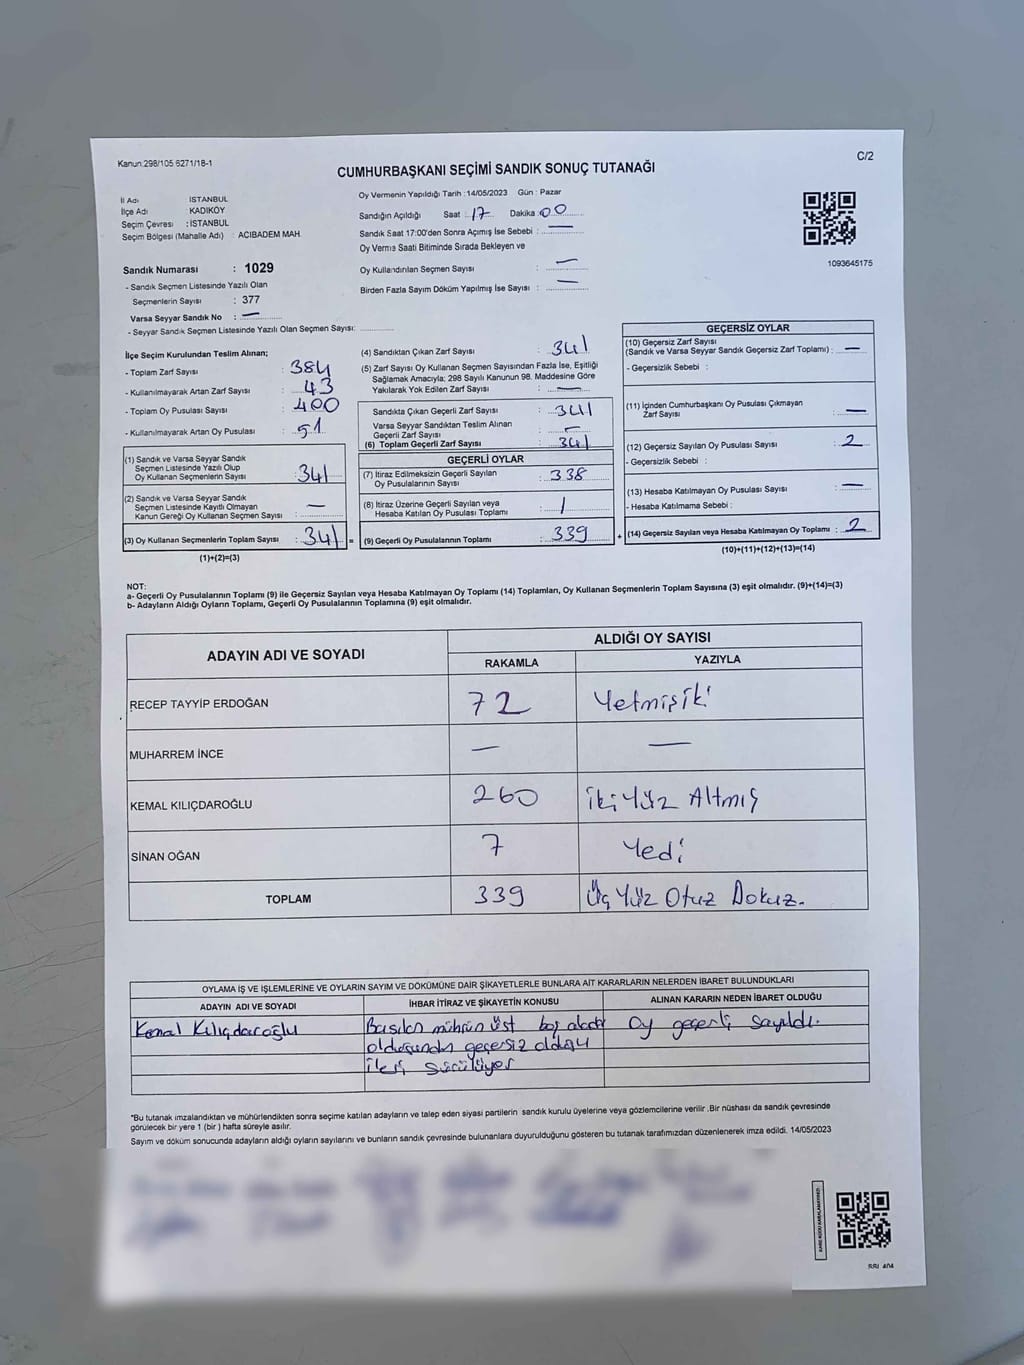 Kanun:298/105 6271/18-1
C/2
CUMHURBAŞKANI SEÇİMİ SANDIK SONUÇ TUTANAĞI
İl Adı İSTANBUL
İlçe Adı KADIKÖY
Seçim Çevresi : İSTANBUL
Seçim Bölgesi (Mahalle Adı) : ACIBADEM MAH.
Sandık Numarası : 1029
- Sandık Seçmen Listesinde Yazılı Olan
Seçmenlerin Sayısı : 377
Varsa Seyyar Sandık No : —
- Seyyar Sandık Seçmen Listesinde Yazılı Olan Seçmen Sayısı:
Oy Vermenin Yapıldığı Tarih : 14/05/2023 Gün : Pazar
Sandığın Açıldığı Saat : 17 Dakika : 00
Sandık Saat 17:00'den Sonra Açımış İse Sebebi : —
Oy Verme Saati Bitiminde Sırada Bekleyen ve
Oy Kullandırılan Seçmen Sayısı : —
Birden Fazla Sayım Döküm Yapılmış İse Sayısı : —
1093645175
İlçe Seçim Kurulundan Teslim Alınan;
- Toplam Zarf Sayısı : 384
- Kullanılmayarak Artan Zarf Sayısı : 43
- Toplam Oy Pusulası Sayısı : 400
- Kullanılmayarak Artan Oy Pusulası : 51
(1) Sandık ve Varsa Seyyar Sandık
Seçmen Listesinde Yazılı Olup
Oy Kullanan Seçmenlerin Sayısı : 341
(2) Sandık ve Varsa Seyyar Sandık
Seçmen Listesinde Kayıtlı Olmayan
Kanun Gereği Oy Kullanan Seçmen Sayısı : —
(3) Oy Kullanan Seçmenlerin Toplam Sayısı : 341 =
(1)+(2)=(3)
(4) Sandıktan Çıkan Zarf Sayısı : 341
(5) Zarf Sayısı Oy Kullanan Seçmen Sayısından Fazla İse, Eşitliği
Sağlamak Amacıyla; 298 Sayılı Kanunun 98. Maddesine Göre
Yakılarak Yok Edilen Zarf Sayısı : —
Sandıkta Çıkan Geçerli Zarf Sayısı : 341
Varsa Seyyar Sandıktan Teslim Alınan
Geçerli Zarf Sayısı : —
(6) Toplam Geçerli Zarf Sayısı : 341
GEÇERLİ OYLAR
(7) İtiraz Edilmeksizin Geçerli Sayılan
Oy Pusulalarının Sayısı : 338
(8) İtiraz Üzerine Geçerli Sayılan veya
Hesaba Katılan Oy Pusulası Toplamı : 1
(9) Geçerli Oy Pusulalarının Toplamı : 339 +
GEÇERSİZ OYLAR
(10) Geçersiz Zarf Sayısı
(Sandık ve Varsa Seyyar Sandık Geçersiz Zarf Toplamı) : —
- Geçersizlik Sebebi :
(11) İçinden Cumhurbaşkanı Oy Pusulası Çıkmayan
Zarf Sayısı : —
(12) Geçersiz Sayılan Oy Pusulası Sayısı : 2
- Geçersizlik Sebebi :
(13) Hesaba Katılmayan Oy Pusulası Sayısı : —
- Hesaba Katılmama Sebebi :
(14) Geçersiz Sayılan veya Hesaba Katılmayan Oy Toplamı : 2
(10)+(11)+(12)+(13)=(14)
NOT:
a- Geçerli Oy Pusulalarının Toplamı (9) ile Geçersiz Sayılan veya Hesaba Katılmayan Oy Toplamı (14) Toplamları, Oy Kullanan Seçmenlerin Toplam Sayısına (3) eşit olmalıdır. (9)+(14)=(3)
b- Adayların Aldığı Oyların Toplamı, Geçerli Oy Pusulalarının Toplamına (9) eşit olmalıdır.
ADAYIN ADI VE SOYADI ALDIĞI OY SAYISI
RAKAMLA YAZIYLA
RECEP TAYYİP ERDOĞAN 72 Yetmişiki
MUHARREM İNCE — —
KEMAL KILIÇDAROĞLU 260 iki Yüz Altmış
SİNAN OĞAN 7 Yedi
TOPLAM 339 Üç Yüz Otuz Dokuz.
OYLAMA İŞ VE İŞLEMLERİNE VE OYLARIN SAYIM VE DÖKÜMÜNE DAİR ŞİKAYETLERLE BUNLARA AİT KARARLARIN NELERDEN İBARET BULUNDUKLARI
ADAYIN ADI VE SOYADI İHBAR İTİRAZ VE ŞİKAYETİN KONUSU ALINAN KARARIN NEDEN İBARET OLDUĞU
Kemal Kılıçdaroğlu Basılan mührün üst boş alanda Oy geçerli sayıldı.
olduğundan geçersiz olduğu
ileri sürülüyor
*Bu tutanak imzalandıktan ve mühürlendikten sonra seçime katılan adayların ve talep eden siyasi partilerin sandık kurulu üyelerine veya gözlemcilerine verilir .Bir nüshası da sandık çevresinde
görülecek bir yere 1 (bir ) hafta süreyle asılır.
Sayım ve döküm sonucunda adayların aldığı oyların sayılarını ve bunların sandık çevresinde bulunanlara duyurulduğunu gösteren bu tutanak tarafımızdan düzenlenerek imza edildi. 14/05/2023